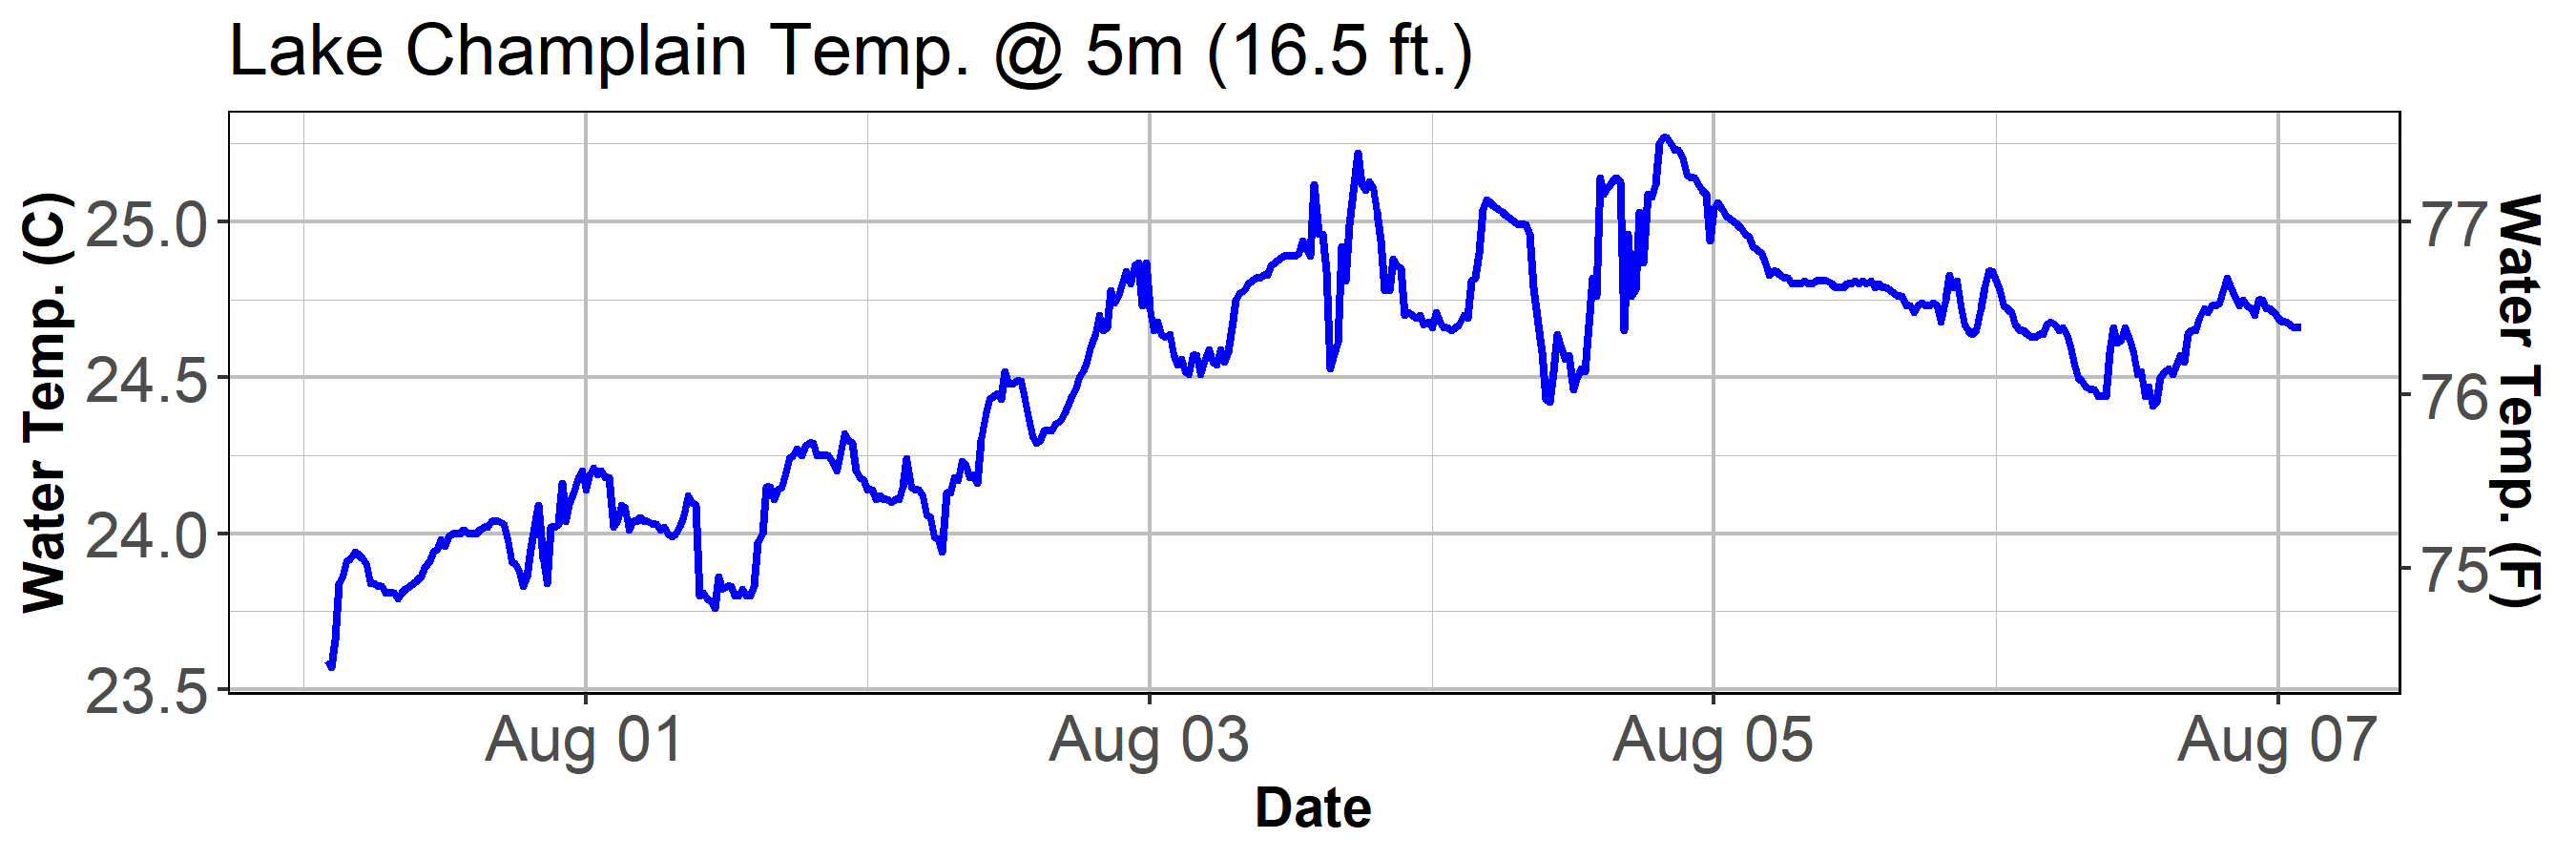 Lake Champlain Temp. @ 5m (16.5 ft.)
Water Temp. (C)
25.0
24.5
24.0
23.5
77
76
75
Water Temp. (F)
Aug 01
Aug 03
Aug 05
Aug 07
Date